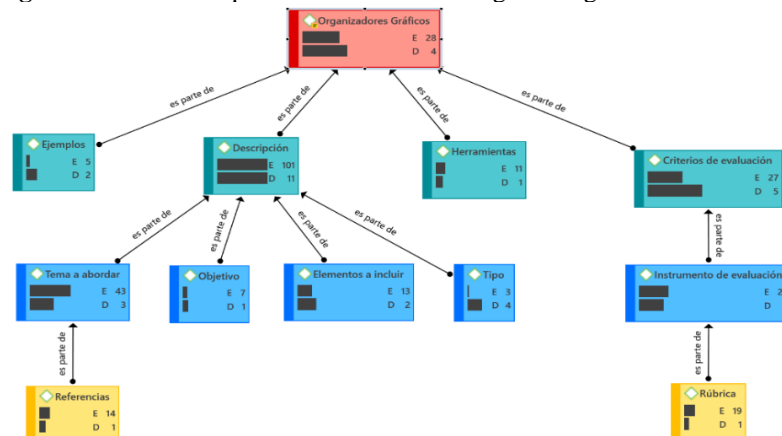 Organizadores Gráficos
E 28
D 4
es parte de
es parte de
es parte de
es parte de
Ejemplos
E 5
D 2
Descripción
E 101
D 11
Herramientas
E 11
D 1
Criterios de evaluación
E 27
D 5
es parte de
es parte de
es parte de
es parte de
es parte de
Tema a abordar
E 43
D 3
Objetivo
E 7
D 1
Elementos a incluir
E 13
D 2
Tipo
E 3
D 4
Instrumento de evaluación
E 2
D
es parte de
es parte de
Referencias
E 14
D 1
Rúbrica
E 19
D 1